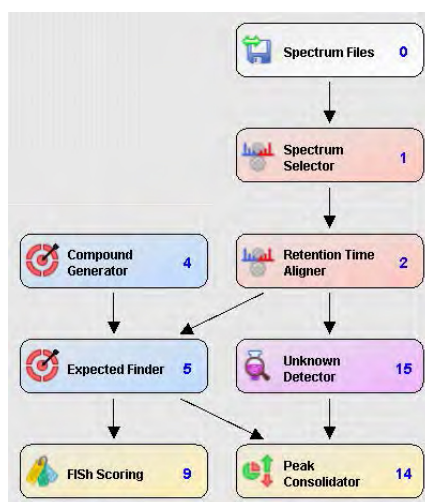 Spectrum Files 0
Spectrum
Selector 1
Compound
Generator 4
Retention Time
Aligner 2
Expected Finder 5
Unknown
Detector 15
FISh Scoring 9
Peak
Consolidator 14